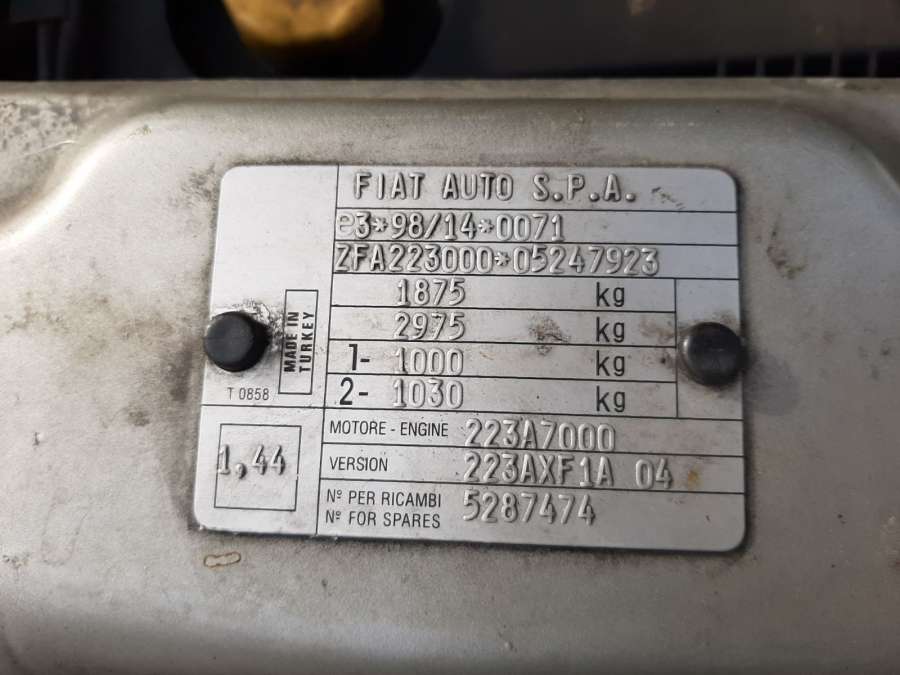 FIAT AUTO S.P.A.
e3*98/14*0071
ZFA223000*05247923
1875 kg
2975 kg
1- 1000 kg
2- 1030 kg
MADE IN
TURKEY
T 0858
1,44
MOTORE - ENGINE 223A7000
VERSION 223AXF1A 04
Nº PER RICAMBI
Nº FOR SPARES 5287474